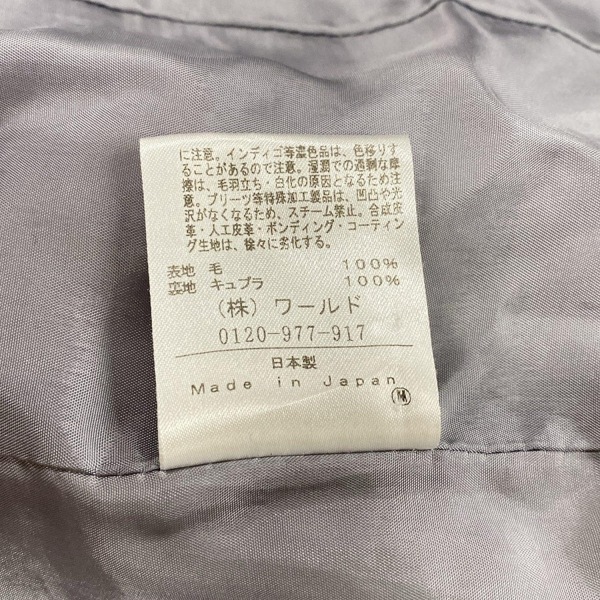 に注意。インディゴ等濃色品は、色移りす
ることがあるので注意。湿潤での過剰な摩
擦は、毛羽立ち・白化の原因となるため注
意。プリーツ等特殊加工製品は、凹凸や光
沢がなくなるため、スチーム禁止。合成皮
革・人工皮革・ボンディング・コーティン
グ生地は、徐々に劣化する。
表地 毛 100%
裏地 キュプラ 100%
(株)ワールド
0120-977-917
日本製
Made in Japan
M